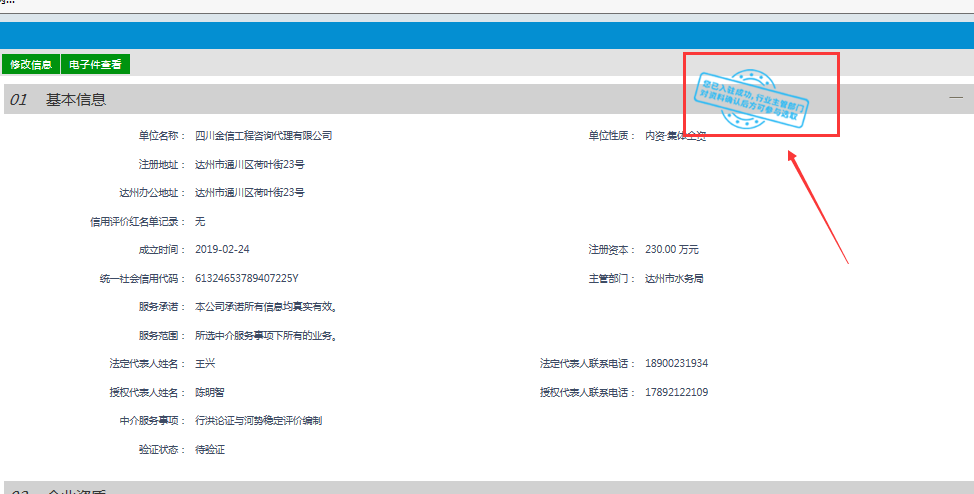 修改信息 电子件查看
01 基本信息
您已入驻成功，行业主管部门
对资料确认后方可参与选取
单位名称： 四川金信工程咨询代理有限公司 单位性质： 内资·集体全资
注册地址： 达州市通川区荷叶街23号
达州办公地址： 达州市通川区荷叶街23号
信用评价红名单记录： 无
成立时间： 2019-02-24 注册资本： 230.00 万元
统一社会信用代码： 61324653789407225Y 主管部门： 达州市水务局
服务承诺： 本公司承诺所有信息均真实有效。
服务范围： 所选中介服务事项下所有的业务。
法定代表人姓名： 王兴 法定代表人联系电话： 18900231934
授权代表人姓名： 陈明智 授权代表人联系电话： 17892122109
中介服务事项： 行洪论证与河势稳定评价编制
验证状态： 待验证